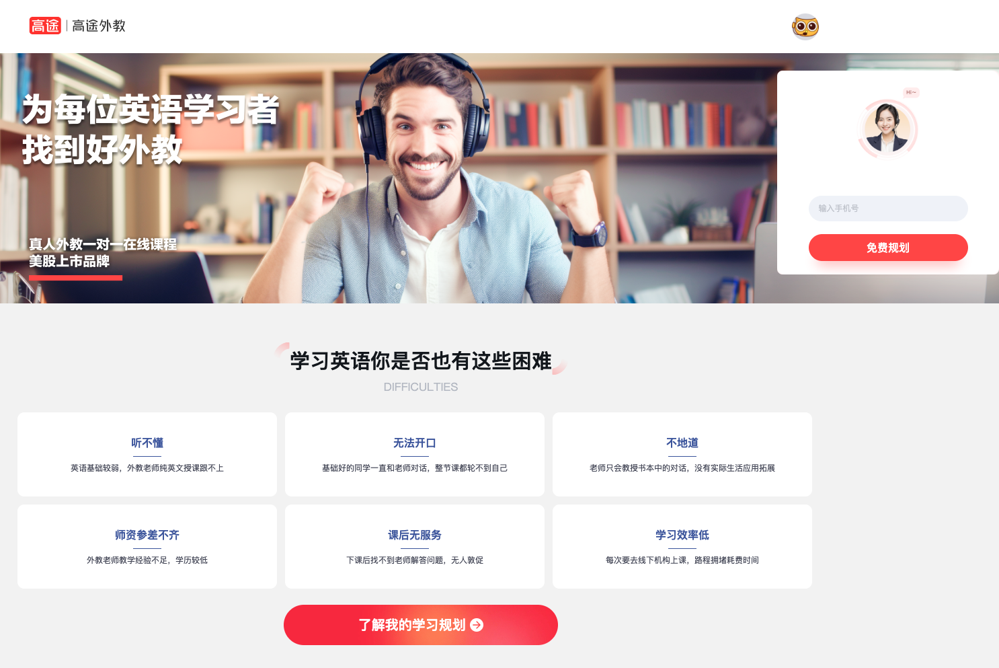 高途 | 高途外教
为每位英语学习者
找到好外教
真人外教一对一在线课程
美股上市品牌
HI~
输入手机号
免费规划
学习英语你是否也有这些困难
DIFFICULTIES
听不懂
英语基础较弱，外教老师纯英文授课跟不上
无法开口
基础好的同学一直和老师对话，整节课都轮不到自己
不地道
老师只会教授书本中的对话，没有实际生活应用拓展
师资参差不齐
外教老师教学经验不足，学历较低
课后无服务
下课后找不到老师解答问题，无人敦促
学习效率低
每次要去线下机构上课，路程拥堵耗费时间
了解我的学习规划